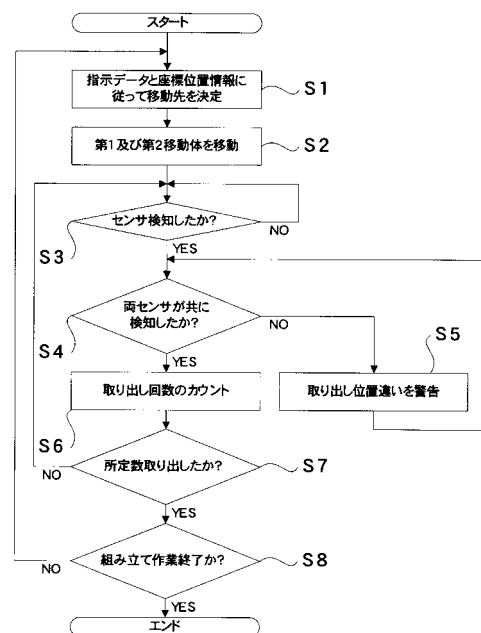 スタート
指示データと座標位置情報に
従って移動先を決定
S1
第1及び第2移動体を移動
S2
センサ検知したか?
NO
S3
YES
両センサが共に
検知したか?
NO
S4
YES
S5
取り出し回数のカウント
取り出し位置違いを警告
S6
所定数取り出したか?
S7
NO
YES
組み立て作業終了か?
S8
NO
YES
エンド